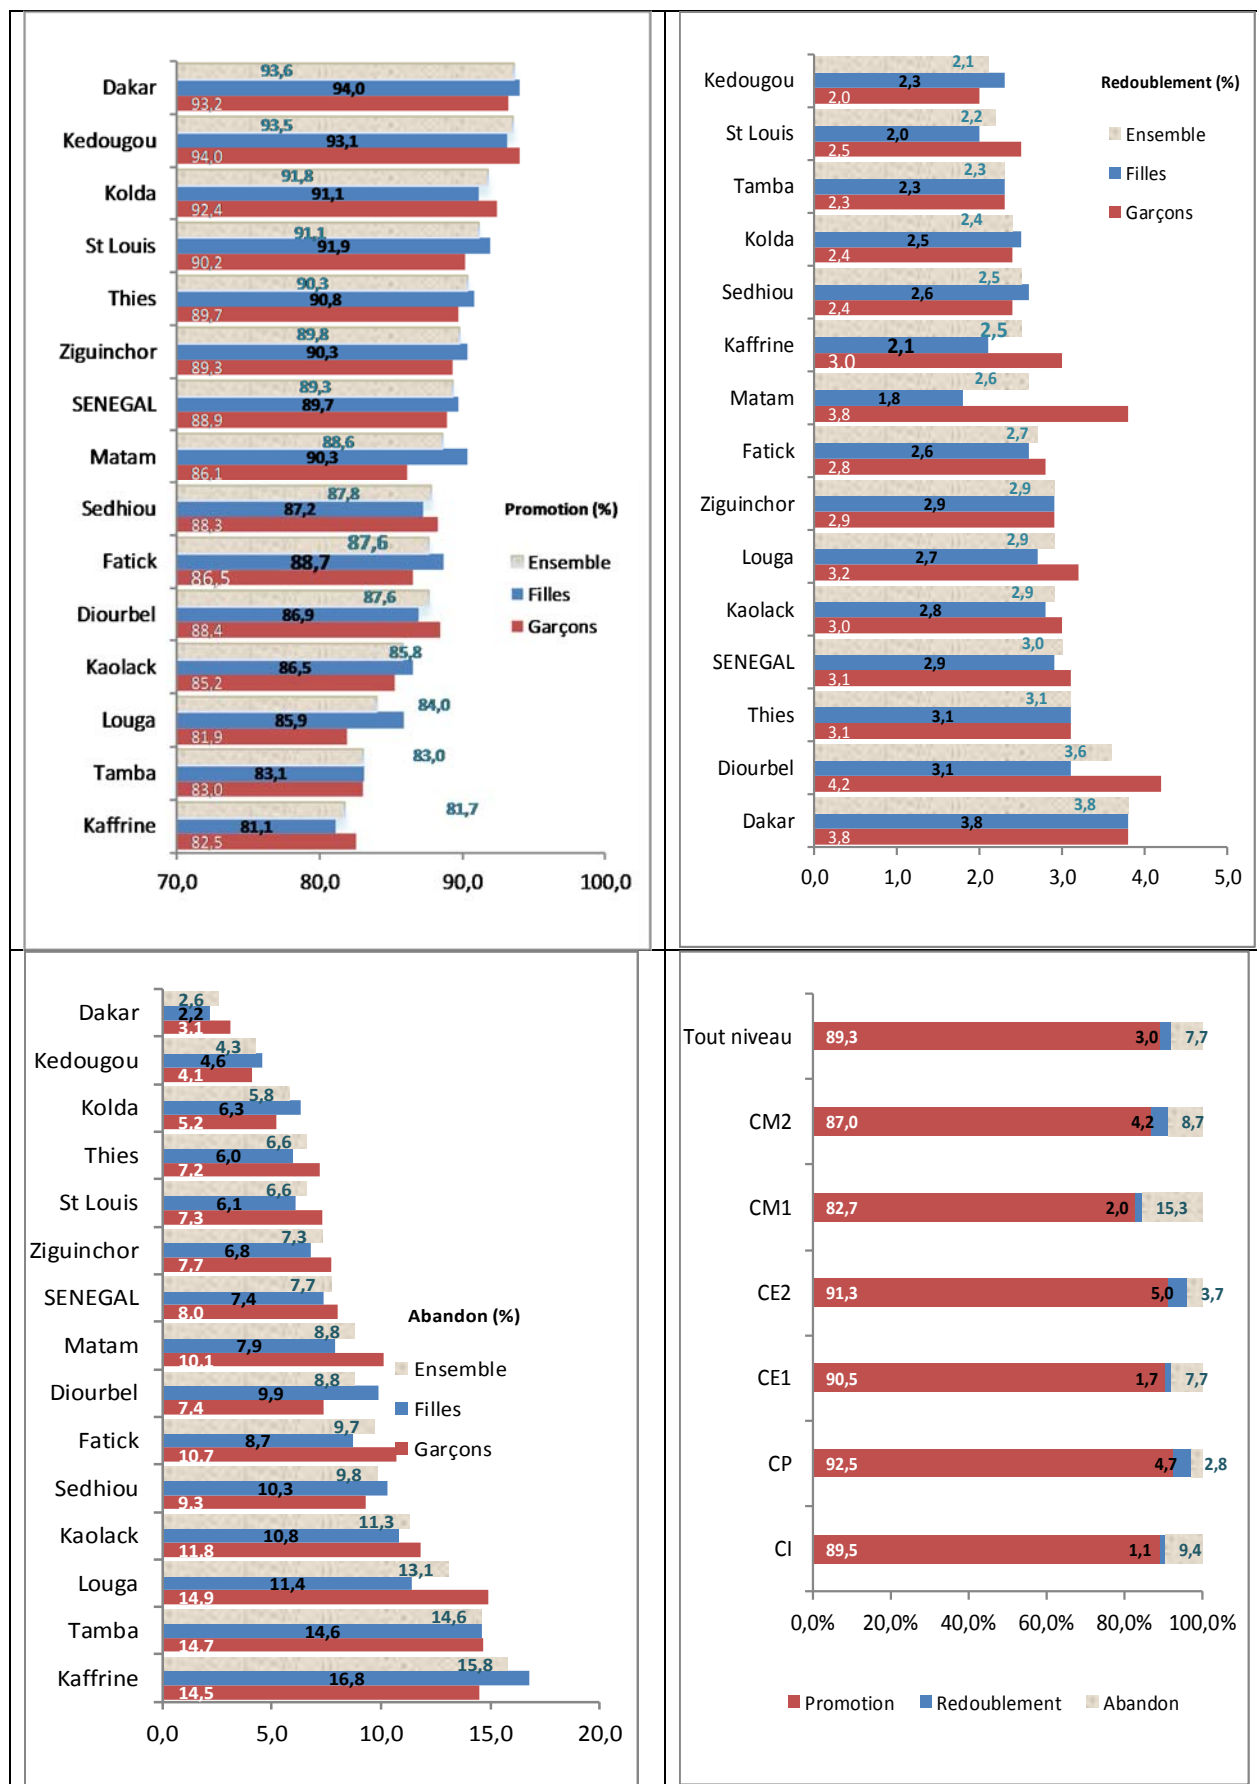 Dakar 93,6 94,0 93,2
Kedougou 93,5 93,1 94,0
Kolda 91,8 91,1 92,4
St Louis 91,1 91,9 90,2
Thies 90,3 90,8 89,7
Ziguinchor 89,8 90,3 89,3
SENEGAL 89,3 89,7 88,9
Matam 88,6 90,3 86,1
Sedhiou 87,8 87,2 88,3
Fatick 87,6 88,7 86,5
Diourbel 87,6 86,9 88,4
Kaolack 85,8 86,5 85,2
Louga 84,0 85,9 81,9
Tamba 83,0 83,1 83,0
Kaffrine 81,7 81,1 82,5
70,0 80,0 90,0 100,0
Promotion (%)
Ensemble
Filles
Garçons
Kedougou 2,1 2,3 2,0
St Louis 2,2 2,0 2,5
Tamba 2,3 2,3 2,3
Kolda 2,4 2,5 2,4
Sedhiou 2,5 2,6 2,4
Kaffrine 2,5 2,1 3,0
Matam 2,6 1,8 3,8
Fatick 2,7 2,6 2,8
Ziguinchor 2,9 2,9 2,9
Louga 2,9 2,7 3,2
Kaolack 2,9 2,8 3,0
SENEGAL 3,0 2,9 3,1
Thies 3,1 3,1 3,1
Diourbel 3,6 3,1 4,2
Dakar 3,8 3,8 3,8
0,0 1,0 2,0 3,0 4,0 5,0
Redoublement (%)
Ensemble
Filles
Garçons
Dakar 2,6 2,2 3,1
Kedougou 4,3 4,6 4,1
Kolda 5,8 6,3 5,2
Thies 6,6 6,0 7,2
St Louis 6,6 6,1 7,3
Ziguinchor 7,3 6,8 7,7
SENEGAL 7,7 7,4 8,0
Matam 8,8 7,9 10,1
Diourbel 8,8 9,9 7,4
Fatick 9,7 8,7 10,7
Sedhiou 9,8 10,3 9,3
Kaolack 11,3 10,8 11,8
Louga 13,1 11,4 14,9
Tamba 14,6 14,6 14,7
Kaffrine 15,8 16,8 14,5
0,0 5,0 10,0 15,0 20,0
Abandon (%)
Ensemble
Filles
Garçons
Tout niveau 89,3 3,0 7,7
CM2 87,0 4,2 8,7
CM1 82,7 2,0 15,3
CE2 91,3 5,0 3,7
CE1 90,5 1,7 7,7
CP 92,5 4,7 2,8
CI 89,5 1,1 9,4
0,0% 20,0% 40,0% 60,0% 80,0% 100,0%
Promotion Redoublement Abandon